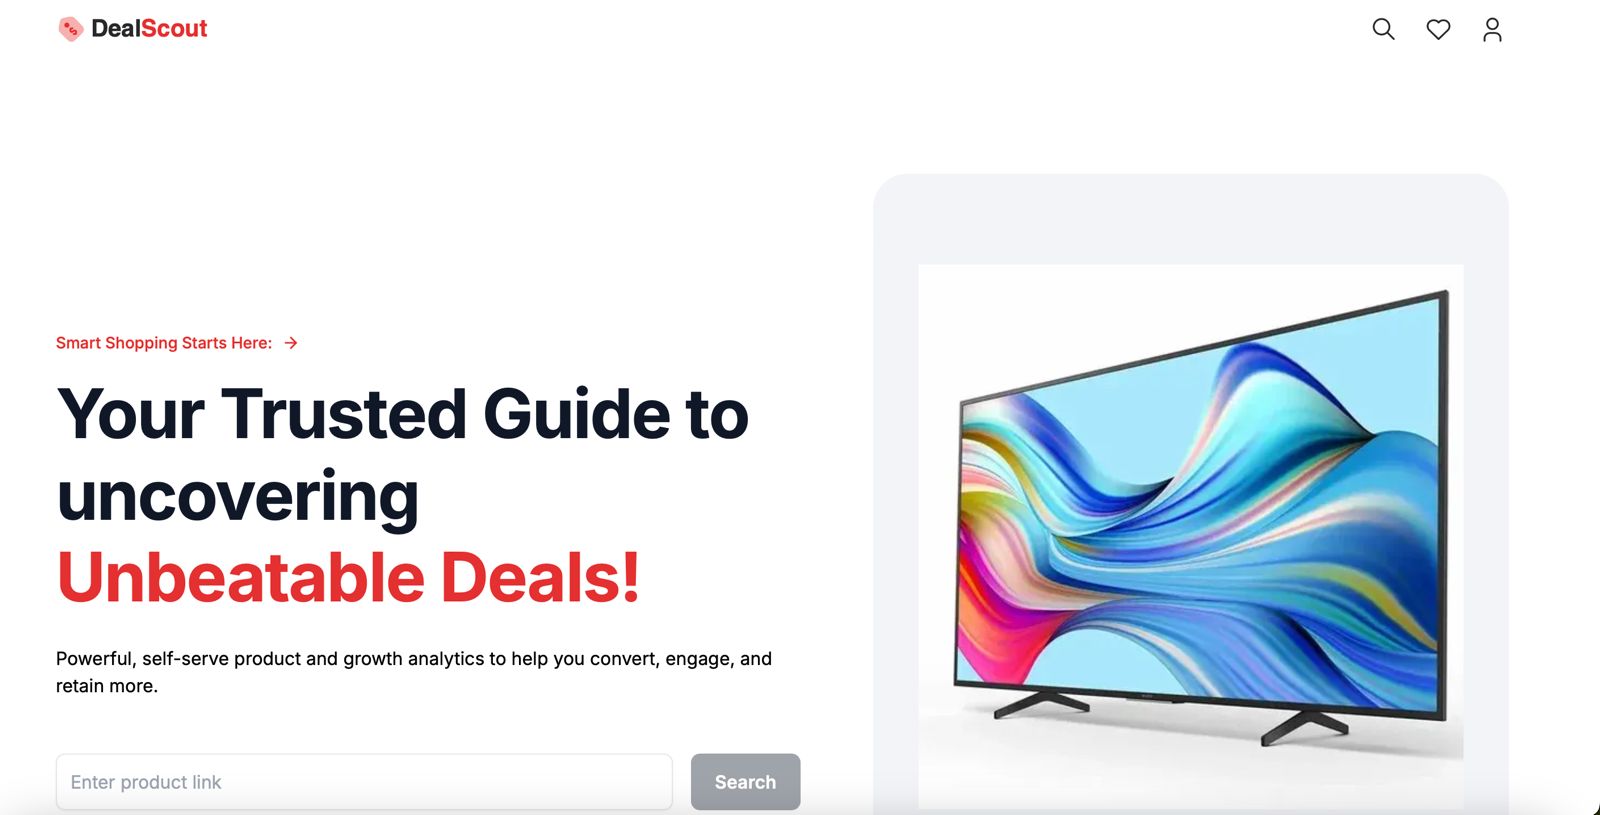 DealScout
Smart Shopping Starts Here:
Your Trusted Guide to
uncovering
Unbeatable Deals!
Powerful, self-serve product and growth analytics to help you convert, engage, and
retain more.
Enter product link
Search